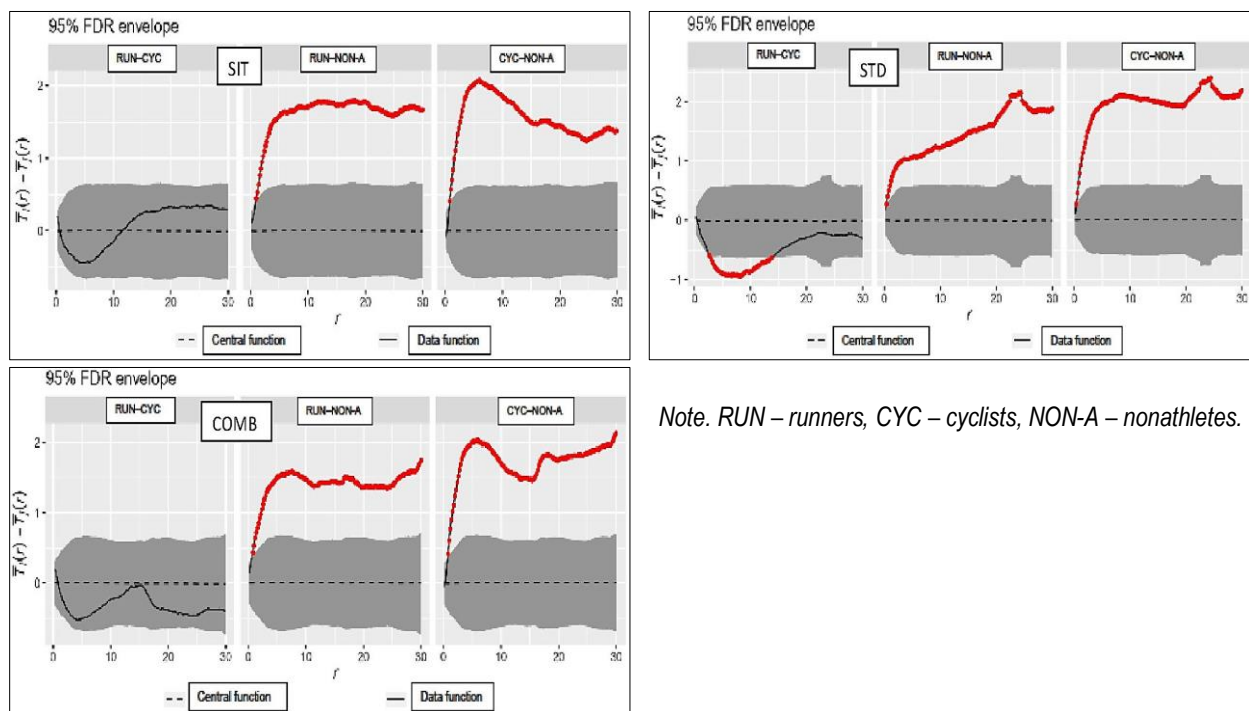 95% FDR envelope
RUN–CYC SIT RUN–NON-A CYC–NON-A
2
1
0
T̅ᵢ(r) − T̅ⱼ(r)
0 10 20 30 0 10 20 30 0 10 20 30
r
Central function Data function
95% FDR envelope
RUN–CYC RUN–NON-A STD CYC–NON-A
2
1
0
−1
T̅ᵢ(r) − T̅ⱼ(r)
0 10 20 30 0 10 20 30 0 10 20 30
r
Central function Data function
95% FDR envelope
RUN–CYC COMB RUN–NON-A CYC–NON-A
2
1
0
T̅ᵢ(r) − T̅ⱼ(r)
0 10 20 30 0 10 20 30 0 10 20 30
r
Central function Data function
Note. RUN – runners, CYC – cyclists, NON-A – nonathletes.